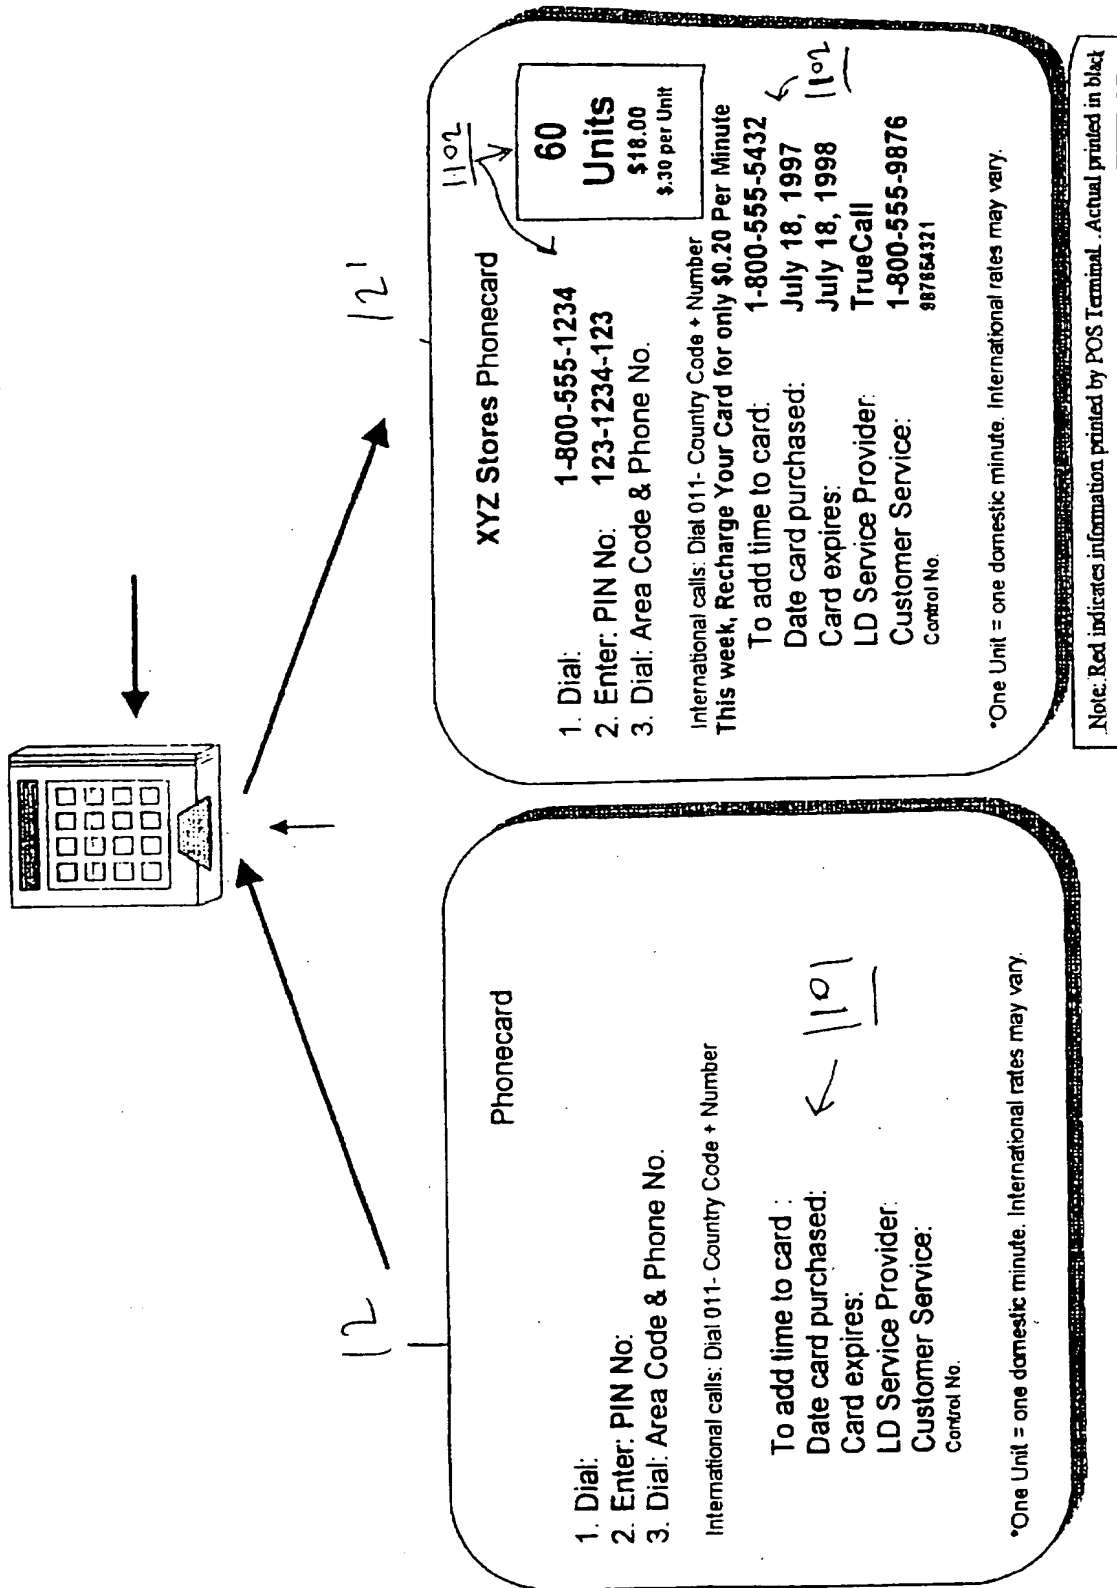 12
Phonecard
1. Dial:
2. Enter: PIN No:
3. Dial: Area Code & Phone No.
International calls: Dial 011- Country Code + Number
To add time to card :
Date card purchased:
Card expires:
LD Service Provider:
Customer Service:
Control No.
1101
*One Unit = one domestic minute. International rates may vary.
12'
1102
XYZ Stores Phonecard
60
Units
$18.00
$.30 per Unit
1. Dial: 1-800-555-1234
2. Enter: PIN No: 123-1234-123
3. Dial: Area Code & Phone No.
International calls: Dial 011- Country Code + Number
This week, Recharge Your Card for only $0.20 Per Minute
To add time to card: 1-800-555-5432
Date card purchased: July 18, 1997
Card expires: July 18, 1998
LD Service Provider: TrueCall
Customer Service: 1-800-555-9876
Control No. 987654321
1102
*One Unit = one domestic minute. International rates may vary.
Note: Red indicates information printed by POS Terminal. Actual printed in black